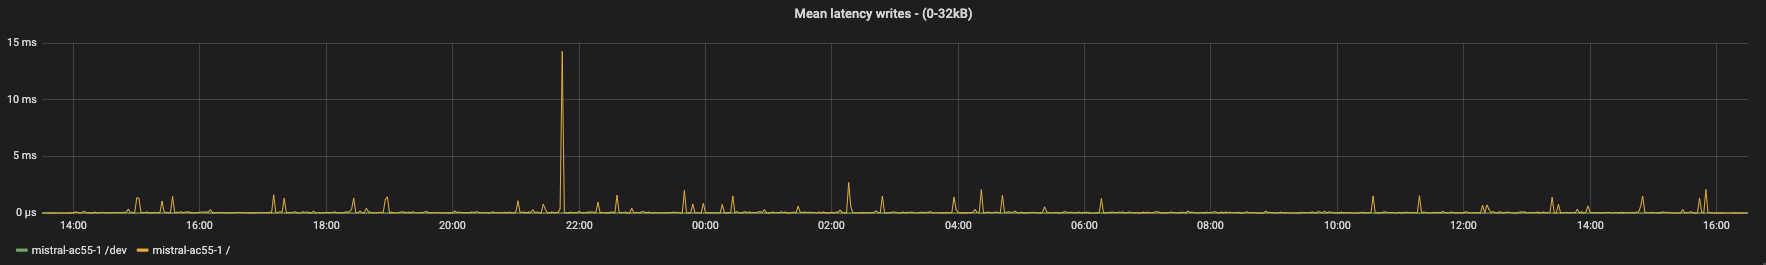 Mean latency writes - (0-32kB)
15 ms
10 ms
5 ms
0 µs
14:00 16:00 18:00 20:00 22:00 00:00 02:00 04:00 06:00 08:00 10:00 12:00 14:00 16:00
mistral-ac55-1 /dev mistral-ac55-1 /